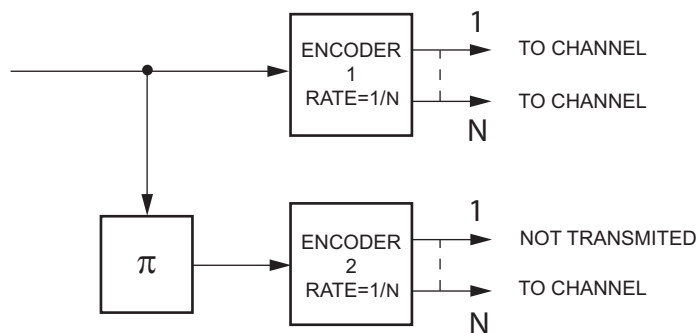 1
ENCODER
1
RATE=1/N
TO CHANNEL
TO CHANNEL
N
π
1
ENCODER
2
RATE=1/N
NOT TRANSMITED
TO CHANNEL
N